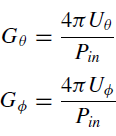 G_θ = 4π U_θ / P_in
G_ϕ = 4π U_ϕ / P_in